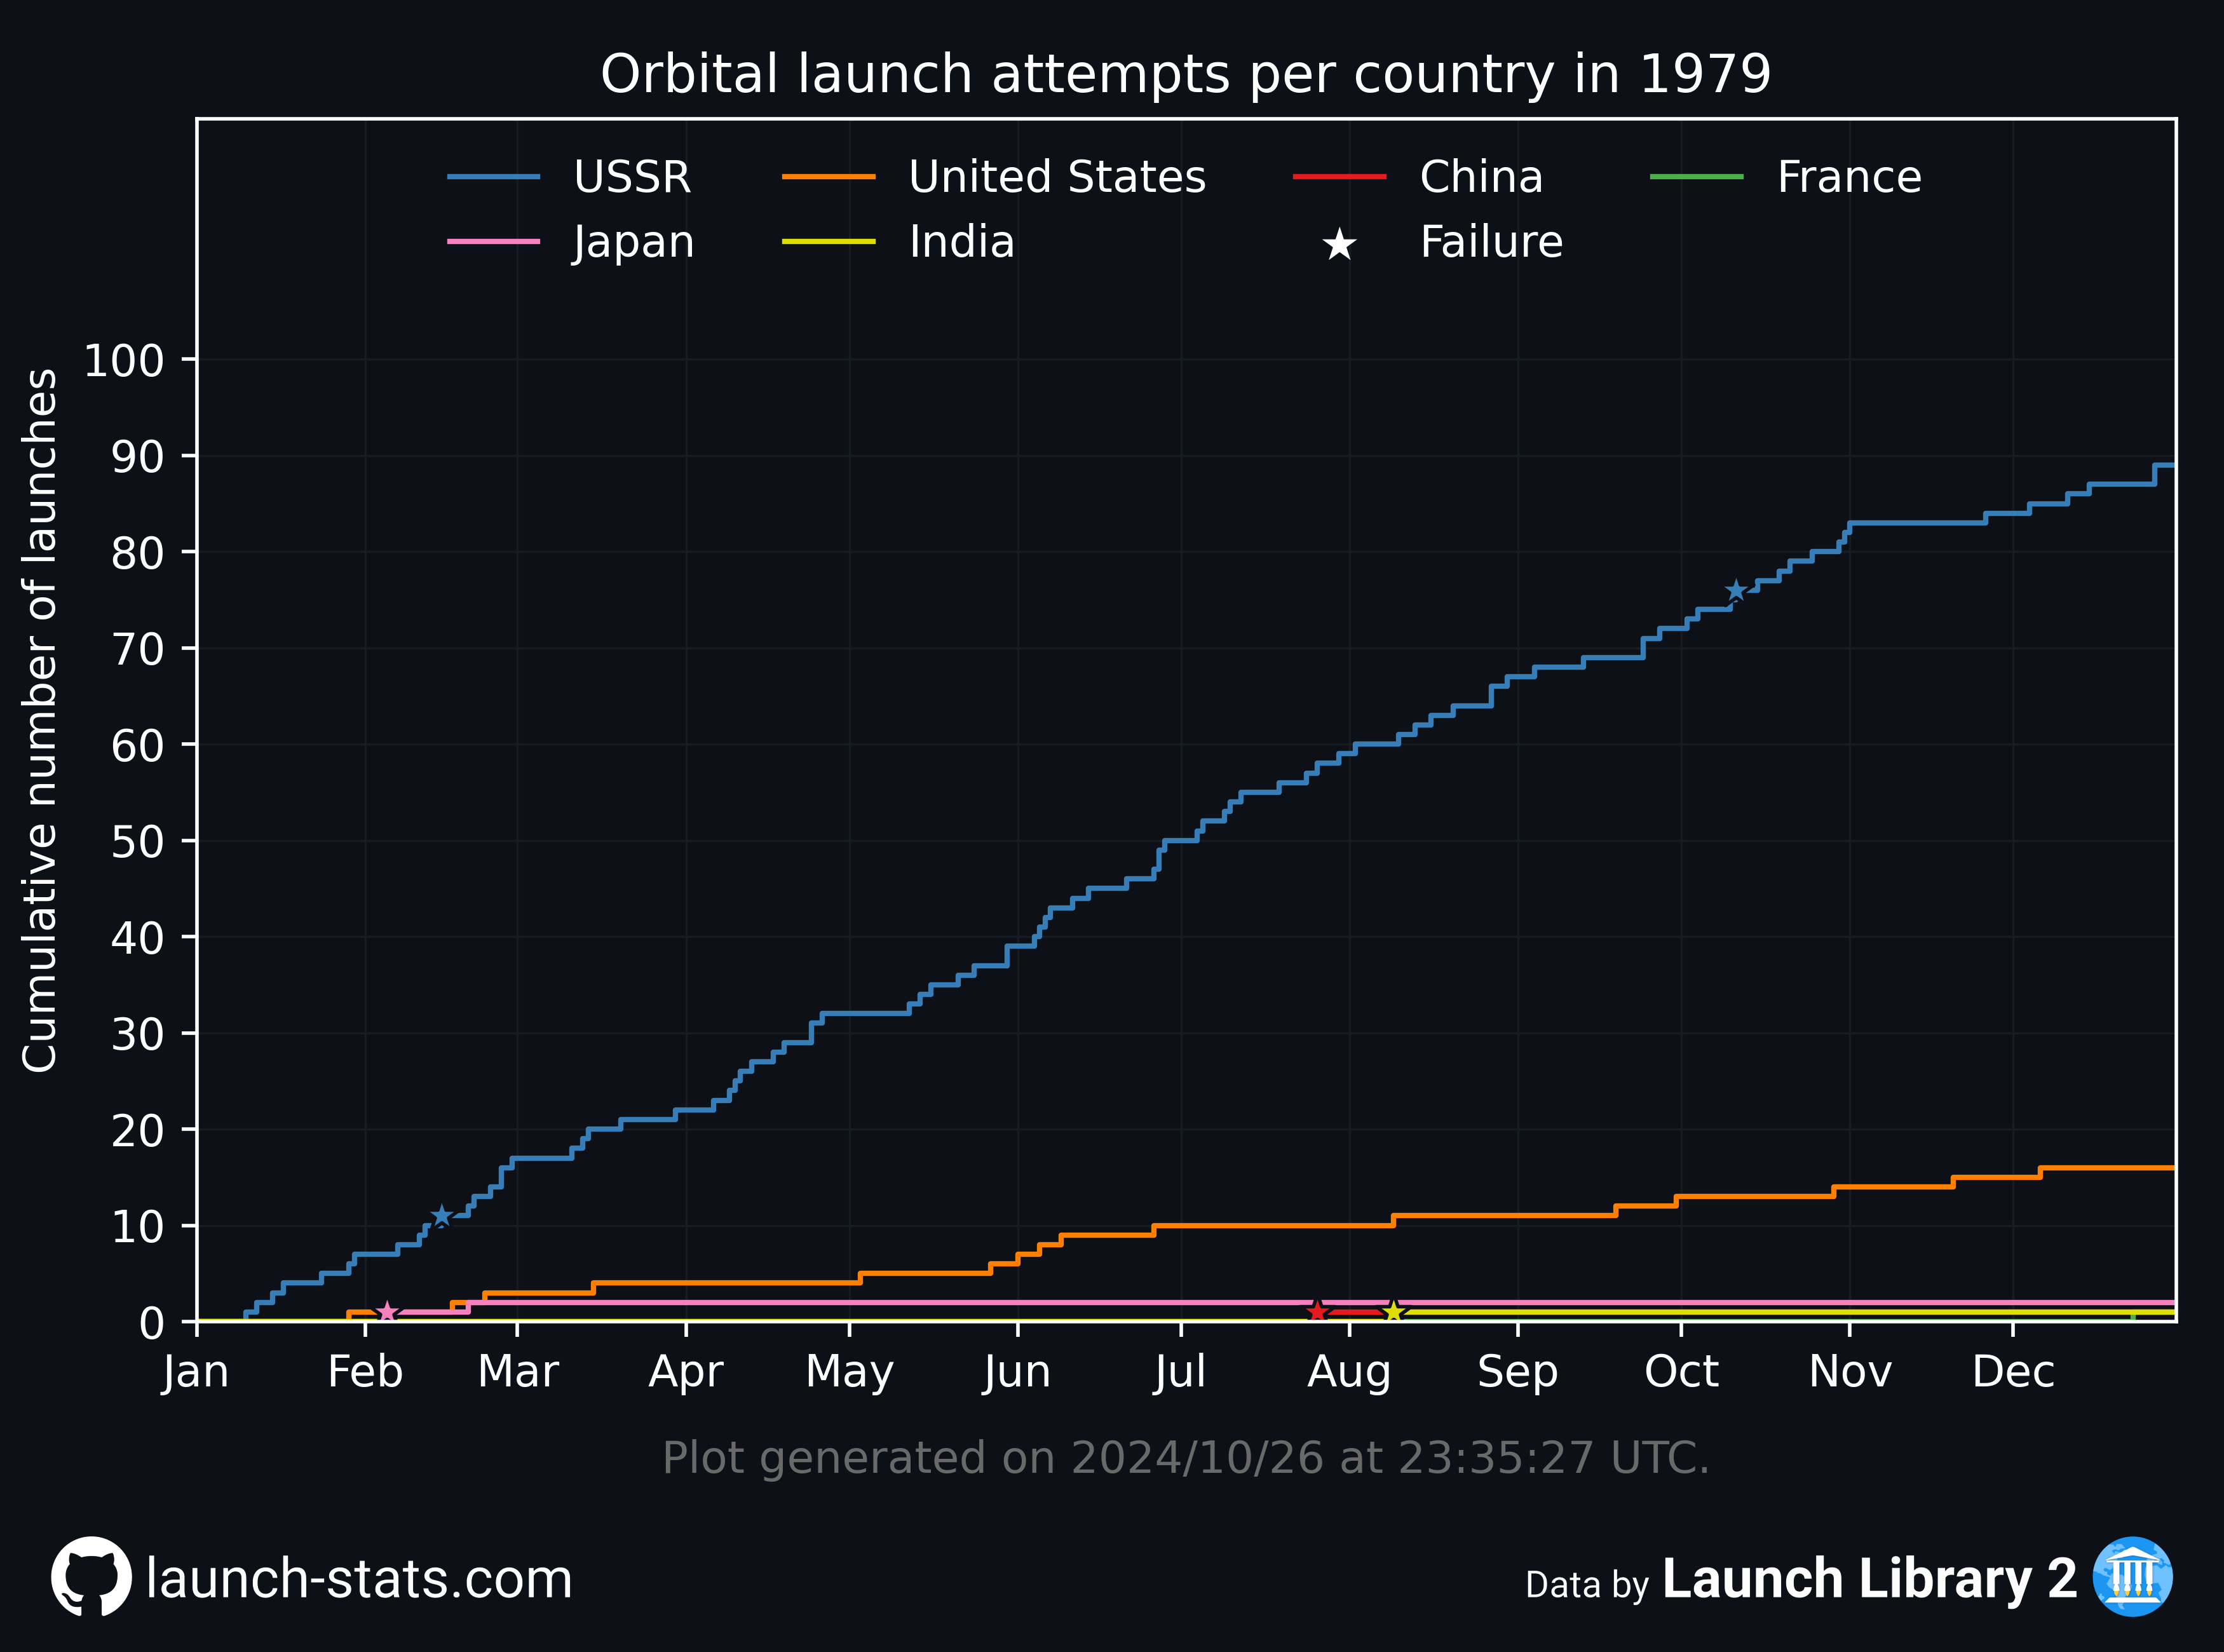 Orbital launch attempts per country in 1979
USSR
United States
China
France
Japan
India
Failure
Cumulative number of launches
100
90
80
70
60
50
40
30
20
10
0
Jan Feb Mar Apr May Jun Jul Aug Sep Oct Nov Dec
Plot generated on 2024/10/26 at 23:35:27 UTC.
launch-stats.com
Data by Launch Library 2